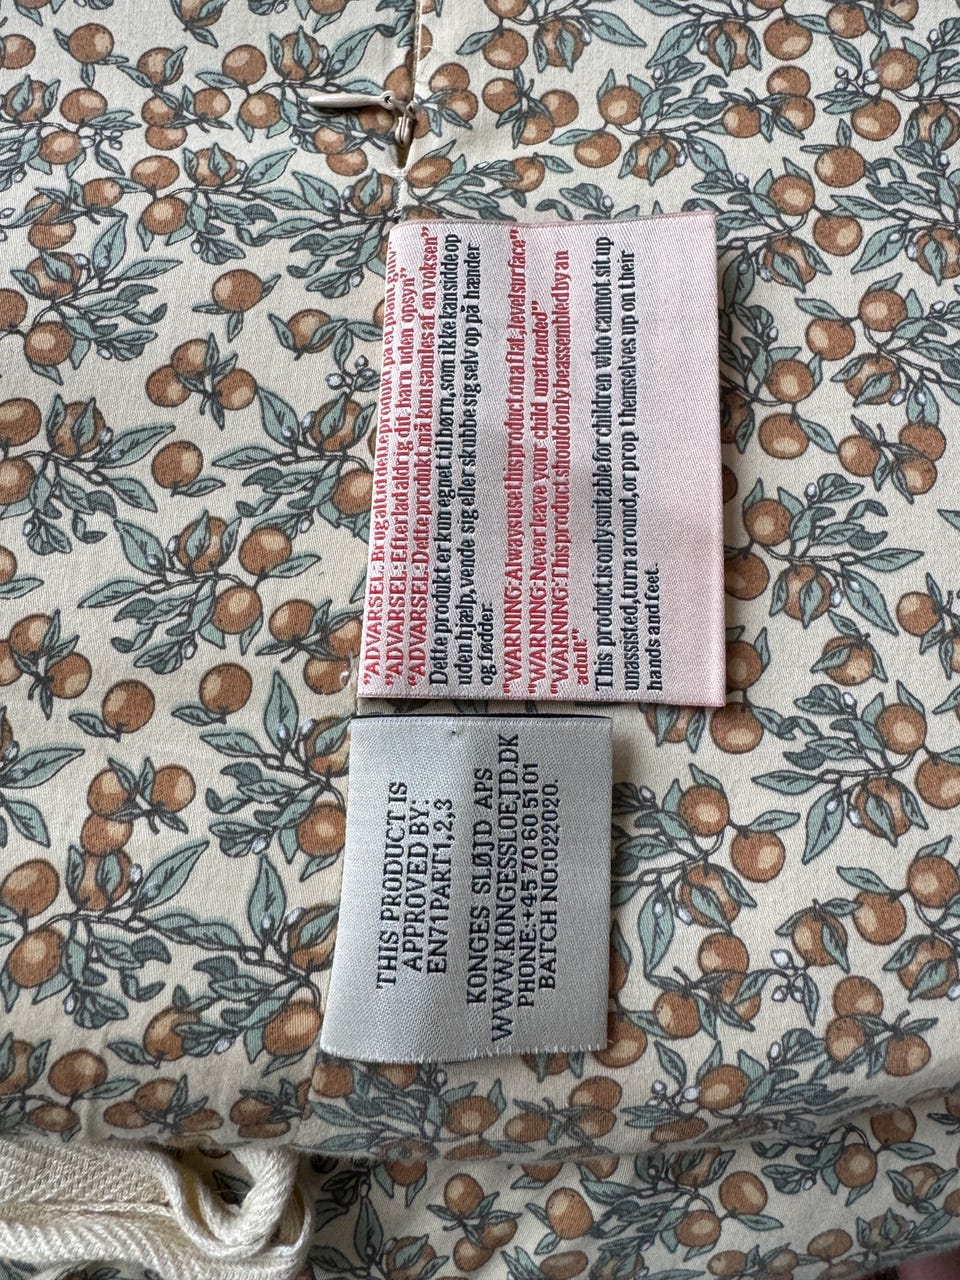 "ADVARSEL: Brug altid dette produkt på et plant gulv"
"ADVARSEL: Efterlad aldrig dit barn uden opsyn"
"ADVARSEL: Dette produkt må kun samles af en voksen"
Dette produkt er kun egnet til børn, som ikke kan sidde op
uden hjælp, vende sig eller skubbe sig selv op på hænder
og fødder.
"WARNING: Always use this product on a flat, level surface"
"WARNING: Never leave your child unattended"
"WARNING: This product should only be assembled by an
adult"
This product is only suitable for children who cannot sit up
unassisted, turn around, or prop themselves up on their
hands and feet.
THIS PRODUCT IS
APPROVED BY:
EN71 PART 1,2,3
KONGES SLØJD APS
WWW.KONGESSLOEJD.DK
PHONE:+45 70 60 51 01
BATCH NO:022020.